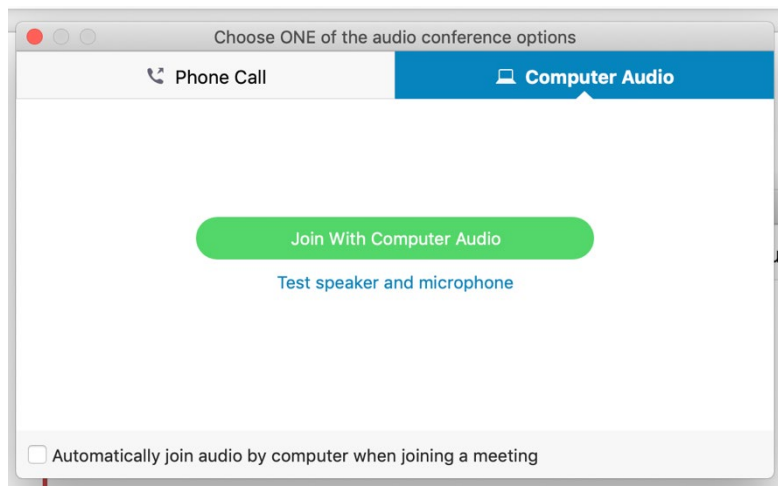 Choose ONE of the audio conference options
Phone Call
Computer Audio
Join With Computer Audio
Test speaker and microphone
Automatically join audio by computer when joining a meeting